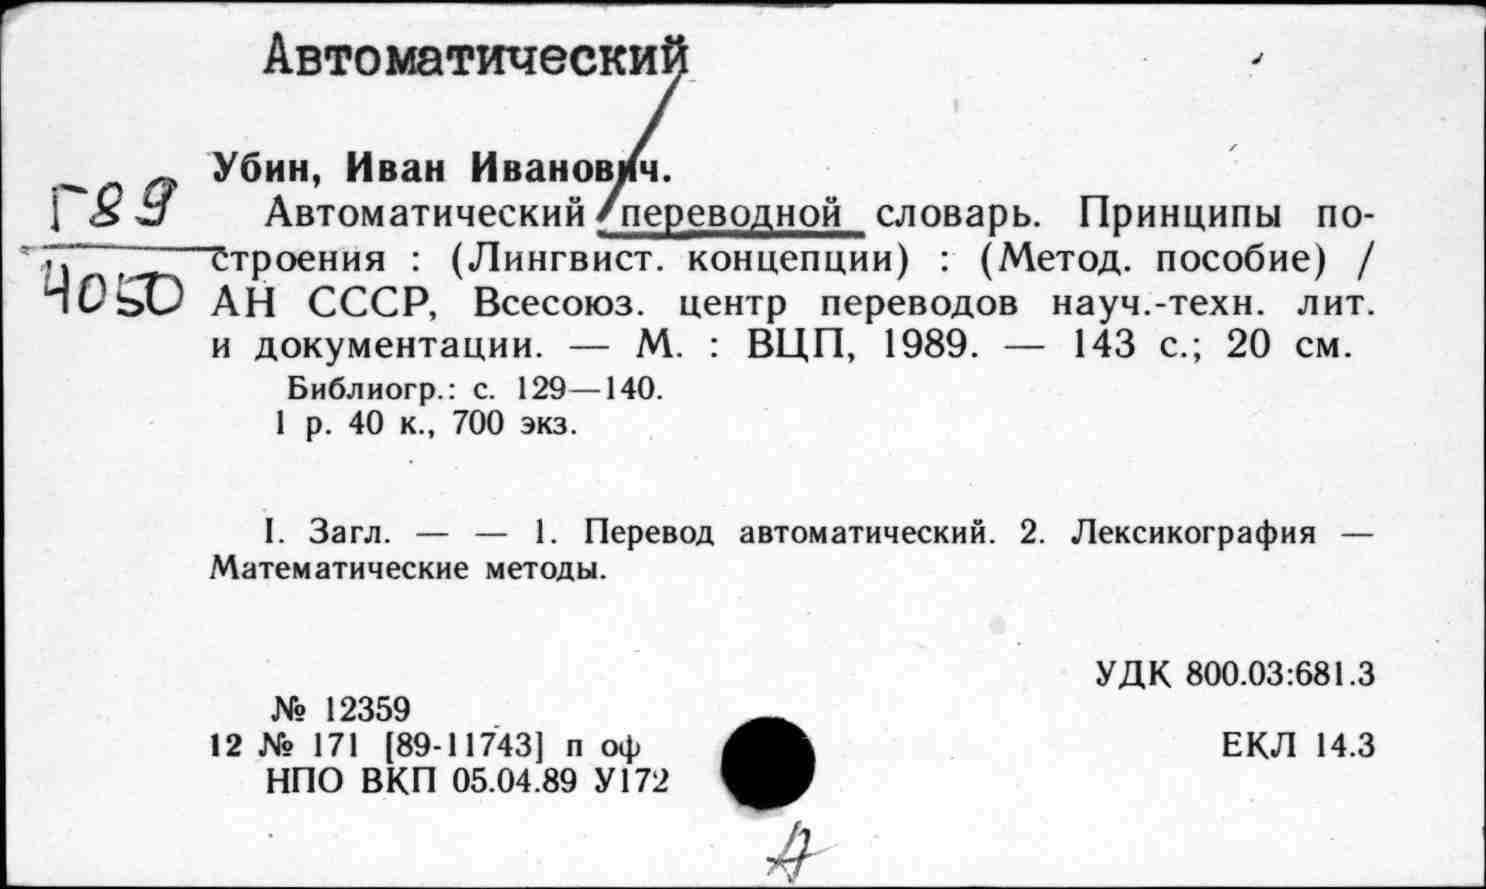 Автоматический
Убин, Иван Иванович.
Г89
Автоматический / переводной словарь. Принципы по-
строения : (Лингвист. концепции) : (Метод. пособие) /
4050
АН СССР, Всесоюз. центр переводов науч.-техн. лит.
и документации. — М. : ВЦП, 1989. — 143 с.; 20 см.
Библиогр.: с. 129—140.
1 р. 40 к., 700 экз.
I. Загл. — — 1. Перевод автоматический. 2. Лексикография —
Математические методы.
УДК 800.03:681.3
№ 12359
12 № 171 [89-11743] п оф
ЕКЛ 14.3
НПО ВКП 05.04.89 У172
А